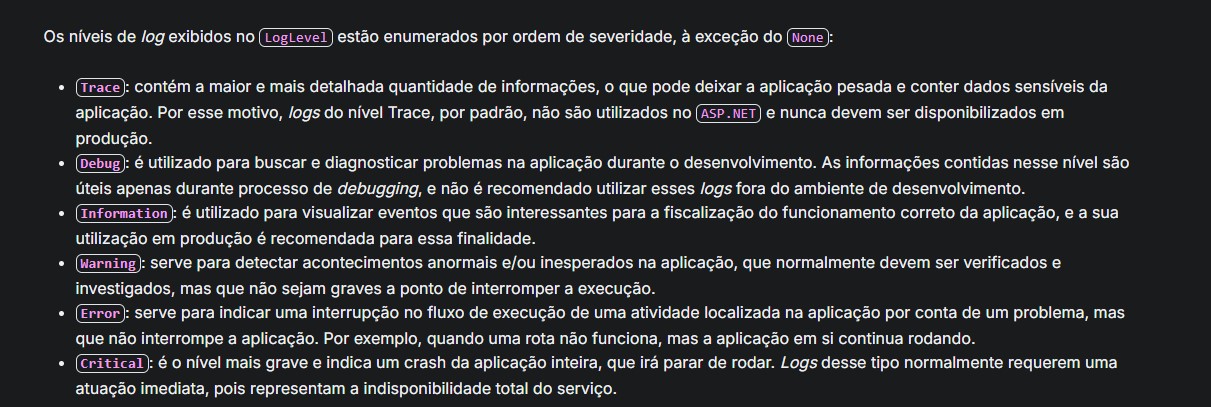 Os níveis de log exibidos no LogLevel estão enumerados por ordem de severidade, à exceção do None:
• Trace: contém a maior e mais detalhada quantidade de informações, o que pode deixar a aplicação pesada e conter dados sensíveis da
aplicação. Por esse motivo, logs do nível Trace, por padrão, não são utilizados no ASP.NET e nunca devem ser disponibilizados em
produção.
• Debug: é utilizado para buscar e diagnosticar problemas na aplicação durante o desenvolvimento. As informações contidas nesse nível são
úteis apenas durante processo de debugging, e não é recomendado utilizar esses logs fora do ambiente de desenvolvimento.
• Information: é utilizado para visualizar eventos que são interessantes para a fiscalização do funcionamento correto da aplicação, e a sua
utilização em produção é recomendada para essa finalidade.
• Warning: serve para detectar acontecimentos anormais e/ou inesperados na aplicação, que normalmente devem ser verificados e
investigados, mas que não sejam graves a ponto de interromper a execução.
• Error: serve para indicar uma interrupção no fluxo de execução de uma atividade localizada na aplicação por conta de um problema, mas
que não interrompe a aplicação. Por exemplo, quando uma rota não funciona, mas a aplicação em si continua rodando.
• Critical: é o nível mais grave e indica um crash da aplicação inteira, que irá parar de rodar. Logs desse tipo normalmente requerem uma
atuação imediata, pois representam a indisponibilidade total do serviço.